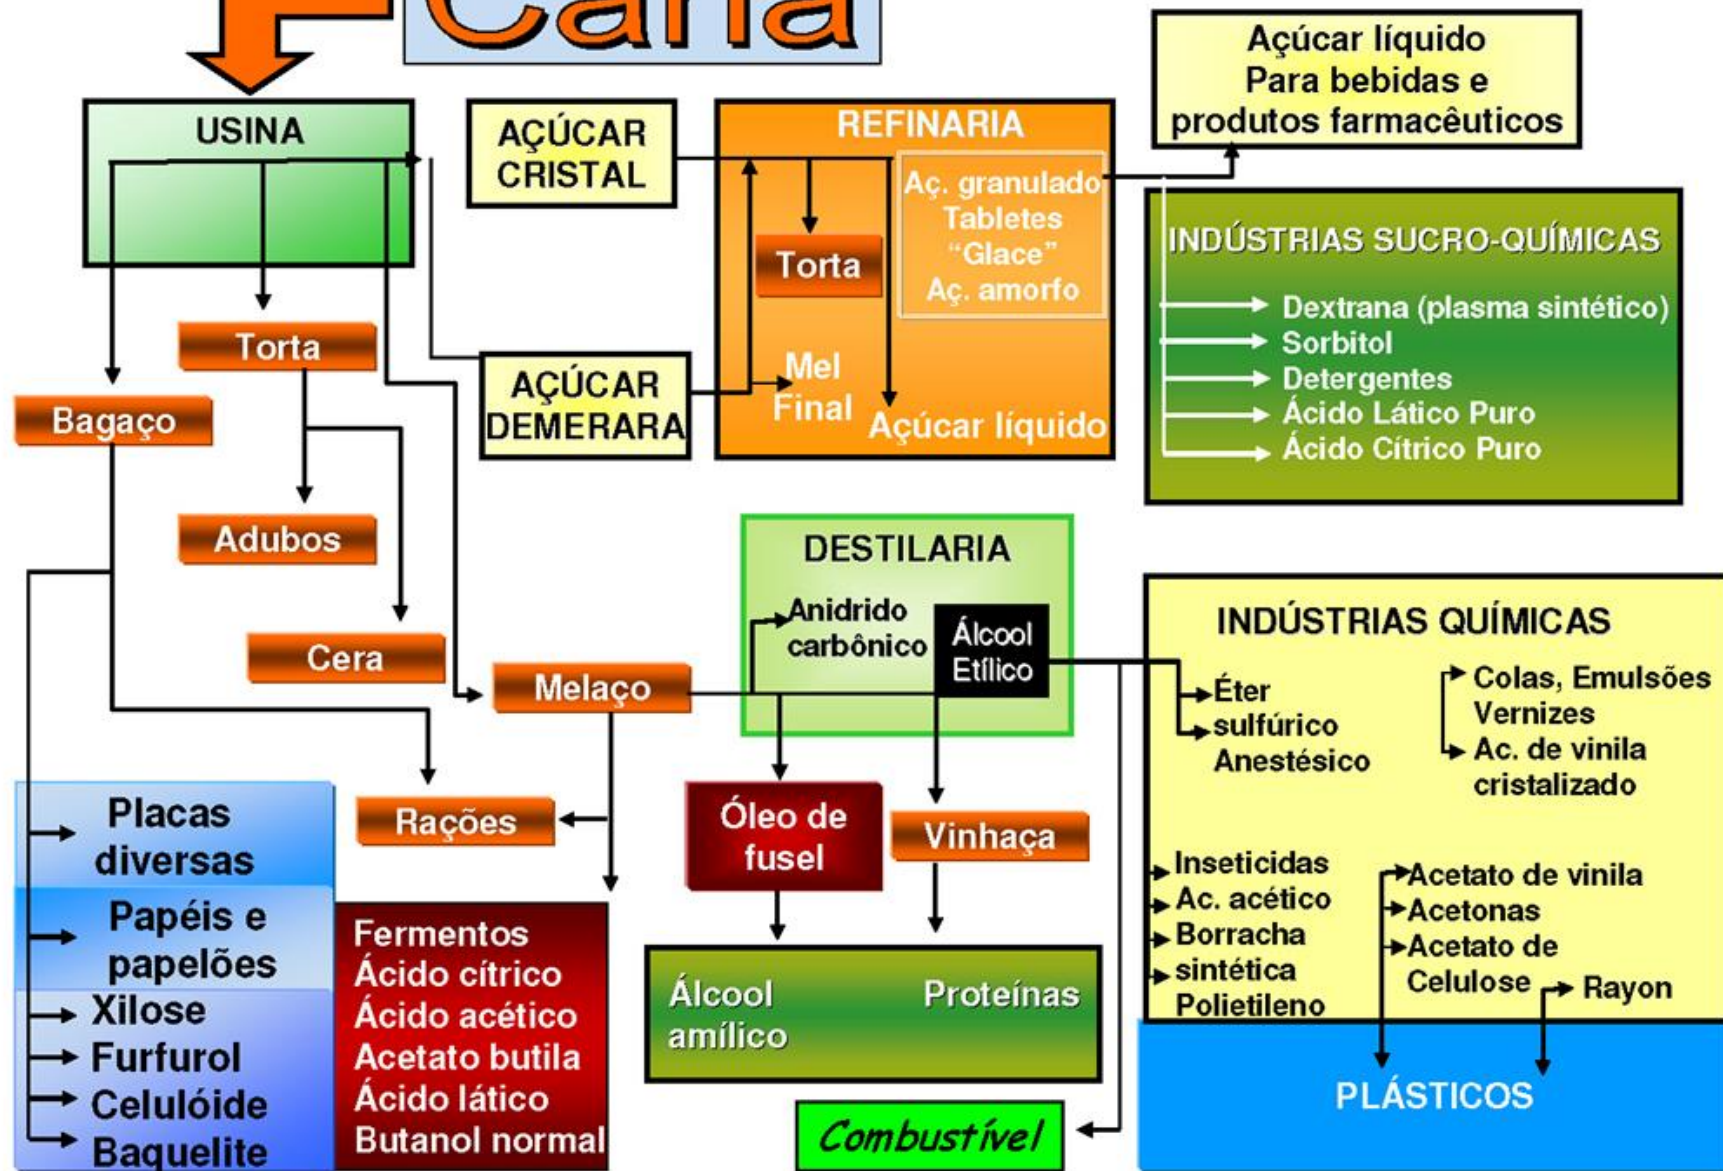 Cana
USINA
AÇÚCAR
CRISTAL
REFINARIA
Aç. granulado
Tabletes
“Glace”
Aç. amorfo
Torta
Mel
Final
Açúcar líquido
Açúcar líquido
Para bebidas e
produtos farmacêuticos
INDÚSTRIAS SUCRO-QUÍMICAS
Dextrana (plasma sintético)
Sorbitol
Detergentes
Ácido Lático Puro
Ácido Cítrico Puro
Torta
AÇÚCAR
DEMERARA
Bagaço
Adubos
Cera
Melaço
Rações
DESTILARIA
Anidrido
carbônico
Álcool
Etílico
Óleo de
fusel
Vinhaça
Álcool
amílico
Proteínas
Combustível
INDÚSTRIAS QUÍMICAS
Éter
sulfúrico
Anestésico
Colas, Emulsões
Vernizes
Ac. de vinila
cristalizado
Inseticidas
Ac. acético
Borracha
sintética
Polietileno
Acetato de vinila
Acetonas
Acetato de
Celulose
Rayon
PLÁSTICOS
Placas
diversas
Papéis e
papelões
Xilose
Furfurol
Celulóide
Baquelite
Fermentos
Ácido cítrico
Ácido acético
Acetato butila
Ácido lático
Butanol normal